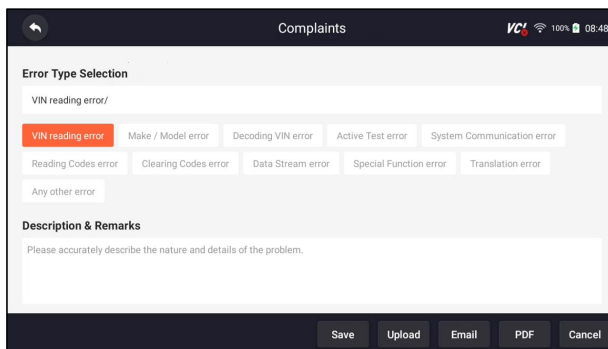 Complaints
VCI 100% 08:48
Error Type Selection
VIN reading error/
VIN reading error Make / Model error Decoding VIN error Active Test error System Communication error
Reading Codes error Clearing Codes error Data Stream error Special Function error Translation error
Any other error
Description & Remarks
Please accurately describe the nature and details of the problem.
Save Upload Email PDF Cancel